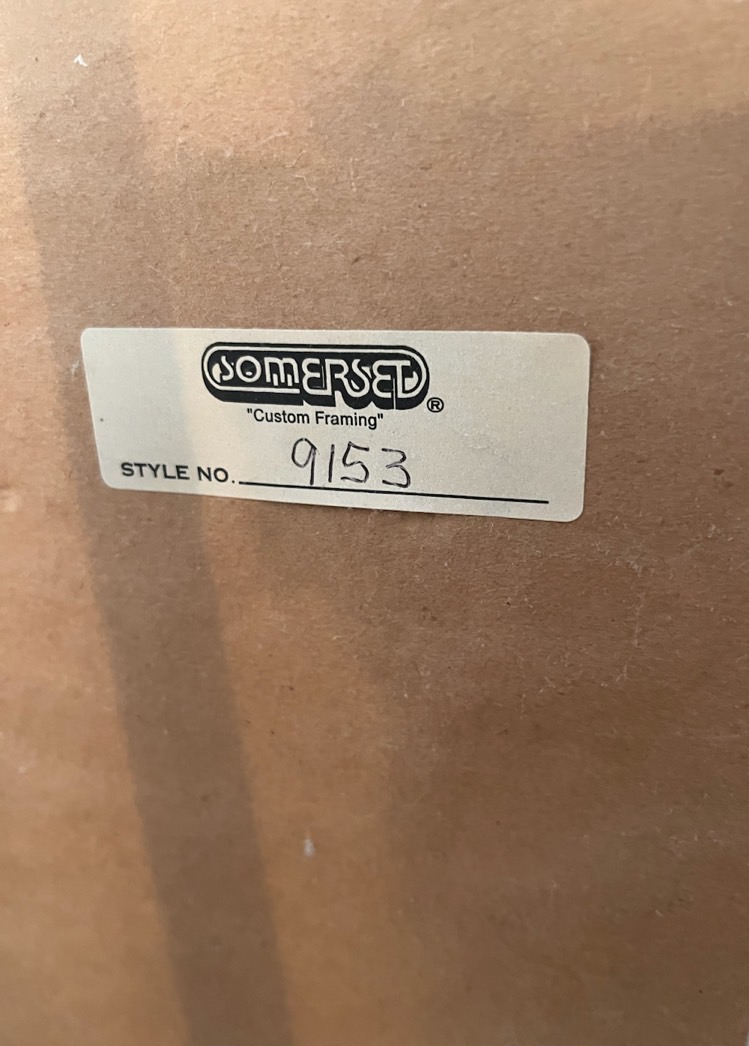 SOMERSET®
"Custom Framing"
STYLE NO. 9153